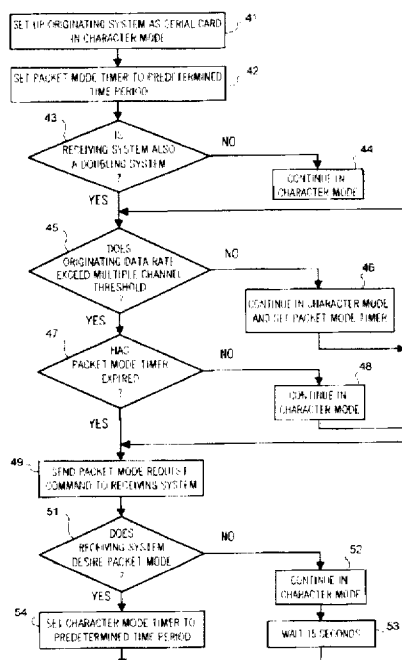 41
SET UP ORIGINATING SYSTEM AS SERIAL CARD
IN CHARACTER MODE
42
SET PACKET MODE TIMER TO PREDETERMINED
TIME PERIOD
43
IS
RECEIVING SYSTEM ALSO
A DOUBLING SYSTEM
?
NO
44
CONTINUE IN
CHARACTER MODE
YES
45
DOES
ORIGINATING DATA RATE
EXCEED MULTIPLE CHANNEL
THRESHOLD
?
NO
46
CONTINUE IN CHARACTER MODE
AND SET PACKET MODE TIMER
YES
47
HAS
PACKET MODE TIMER
EXPIRED
?
NO
48
CONTINUE IN
CHARACTER MODE
YES
49
SEND PACKET MODE REQUEST
COMMAND TO RECEIVING SYSTEM
51
DOES
RECEIVING SYSTEM
DESIRE PACKET MODE
?
NO
52
CONTINUE IN
CHARACTER MODE
YES
54
SET CHARACTER MODE TIMER TO
PREDETERMINED TIME PERIOD
53
WAIT 15 SECONDS